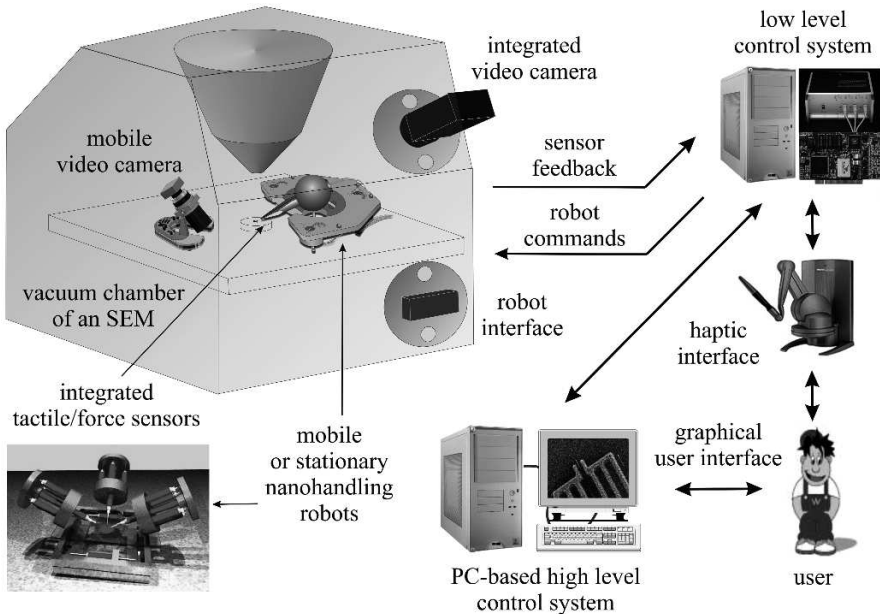 integrated
video camera
low level
control system
mobile
video camera
sensor
feedback
robot
commands
vacuum chamber
of an SEM
robot
interface
haptic
interface
integrated
tactile/force sensors
mobile
or stationary
nanohandling
robots
graphical
user interface
PC-based high level
control system
user